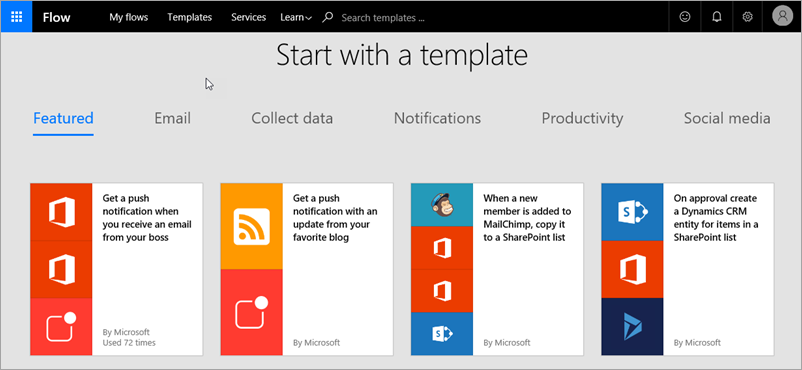 Flow My flows Templates Services Learn Search templates ...
Start with a template
Featured Email Collect data Notifications Productivity Social media
Get a push
notification when
you receive an email
from your boss
By Microsoft
Used 72 times
Get a push
notification with an
update from your
favorite blog
By Microsoft
When a new
member is added to
MailChimp, copy it
to a SharePoint list
By Microsoft
On approval create
a Dynamics CRM
entity for items in a
SharePoint list
By Microsoft